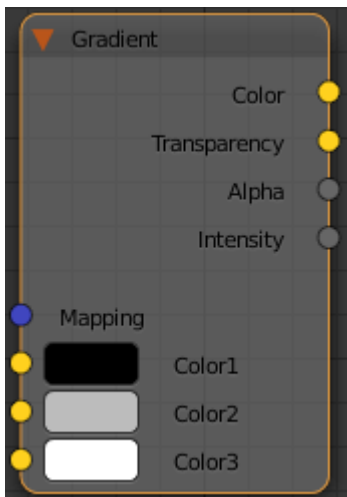 Gradient
Color
Transparency
Alpha
Intensity
Mapping
Color1
Color2
Color3